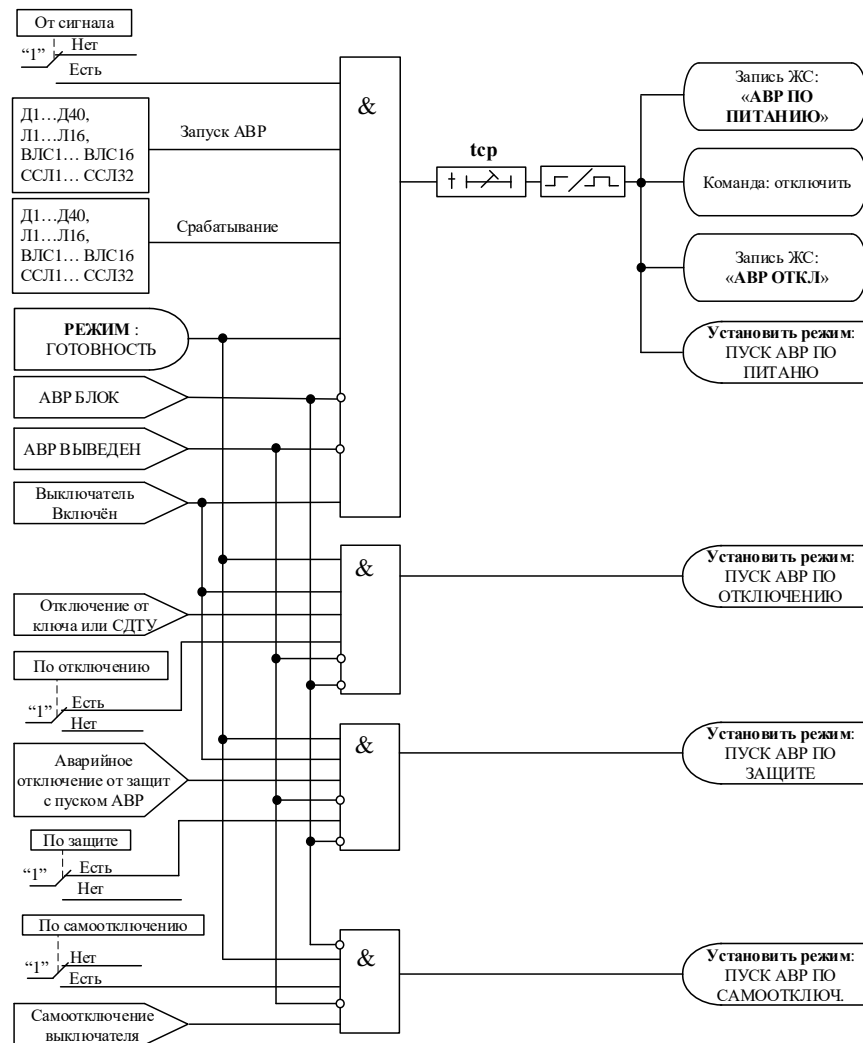 От сигнала
“1”
Нет
Есть
&
Д1…Д40,
Л1…Л16,
ВЛС1… ВЛС16
ССЛ1… ССЛ32
Запуск АВР
Д1…Д40,
Л1…Л16,
ВЛС1… ВЛС16
ССЛ1… ССЛ32
Срабатывание
tср
Запись ЖС:
«АВР ПО
ПИТАНИЮ»
Команда: отключить
Запись ЖС:
«АВР ОТКЛ»
Установить режим:
ПУСК АВР ПО
ПИТАНЮ
РЕЖИМ :
ГОТОВНОСТЬ
АВР БЛОК
АВР ВЫВЕДЕН
Выключатель
Включён
&
Установить режим:
ПУСК АВР ПО
ОТКЛЮЧЕНИЮ
Отключение от
ключа или СДТУ
По отключению
“1”
Есть
Нет
&
Установить режим:
ПУСК АВР ПО
ЗАЩИТЕ
Аварийное
отключение от защит
с пуском АВР
По защите
“1”
Есть
Нет
По самоотключению
“1”
Нет
Есть
&
Установить режим:
ПУСК АВР ПО
САМООТКЛЮЧ.
Самоотключение
выключателя